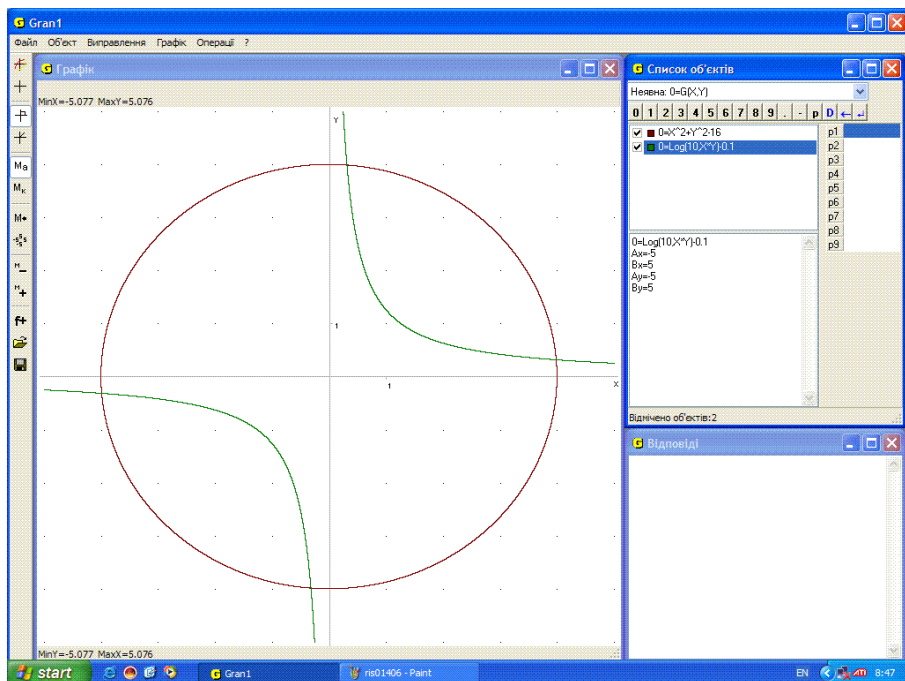 Gran1
Файл Об'єкт Виправлення Графік Операції ?
Графік
MinX=-5.077 MaxY=5.076
Y
1
1
X
MinY=-5.077 MaxX=5.076
Ma
Mк
M
M
M
f+
Список об'єктів
Неявна: 0=G(X,Y)
0 1 2 3 4 5 6 7 8 9 . - p D
0=X^2+Y^2-16
0=Log(10,X*Y)-0.1
p1
p2
p3
p4
p5
p6
p7
p8
p9
0=Log(10,X*Y)-0.1
Ax=-5
Bx=5
Ay=-5
By=5
Відмічено об'єктів:2
Відповіді
start
Gran1
ris01406 - Paint
EN
8:47